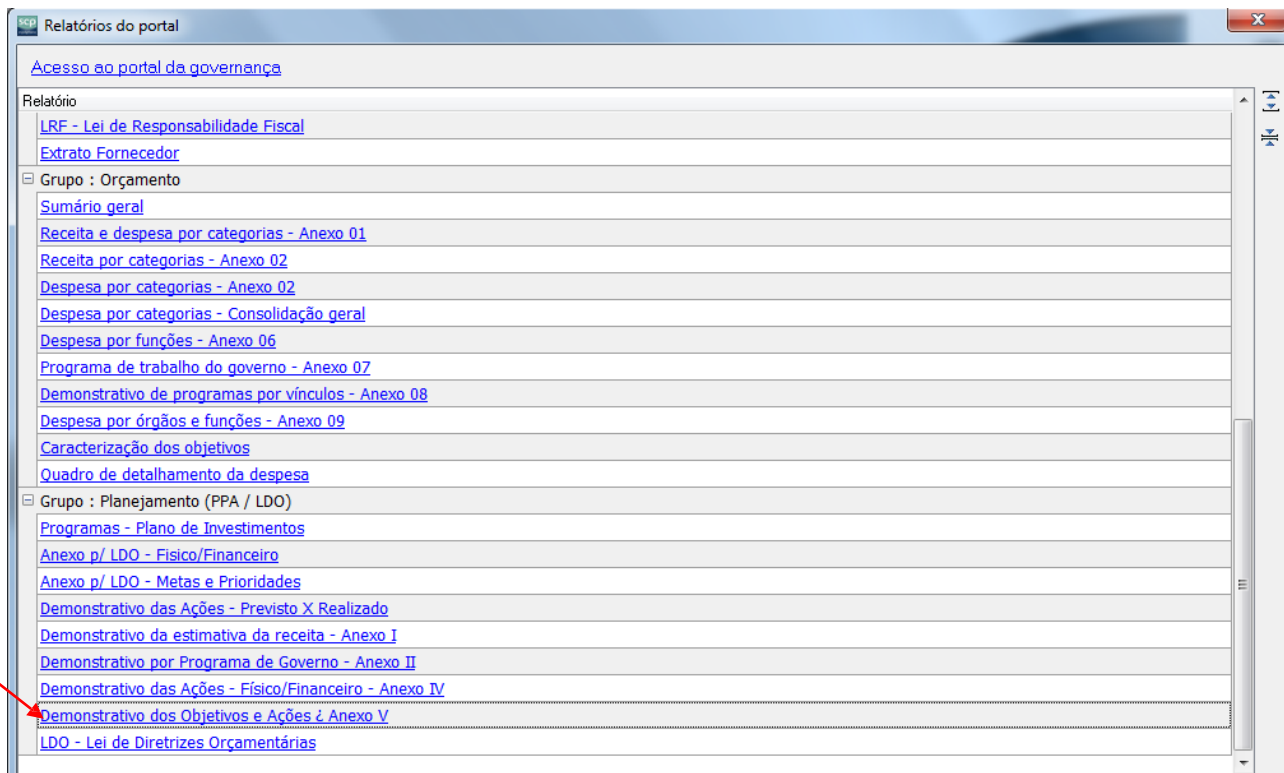 scp
Relatórios do portal
Acesso ao portal da governança
Relatório
LRF - Lei de Responsabilidade Fiscal
Extrato Fornecedor
Grupo : Orçamento
Sumário geral
Receita e despesa por categorias - Anexo 01
Receita por categorias - Anexo 02
Despesa por categorias - Anexo 02
Despesa por categorias - Consolidação geral
Despesa por funções - Anexo 06
Programa de trabalho do governo - Anexo 07
Demonstrativo de programas por vínculos - Anexo 08
Despesa por órgãos e funções - Anexo 09
Caracterização dos objetivos
Quadro de detalhamento da despesa
Grupo : Planejamento (PPA / LDO)
Programas - Plano de Investimentos
Anexo p/ LDO - Fisico/Financeiro
Anexo p/ LDO - Metas e Prioridades
Demonstrativo das Ações - Previsto X Realizado
Demonstrativo da estimativa da receita - Anexo I
Demonstrativo por Programa de Governo - Anexo II
Demonstrativo das Ações - Físico/Financeiro - Anexo IV
Demonstrativo dos Objetivos e Ações ¿ Anexo V
LDO - Lei de Diretrizes Orçamentárias